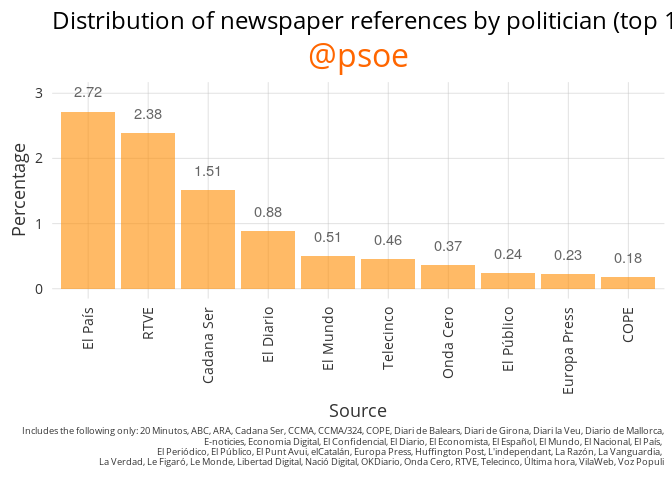 Distribution of newspaper references by politician (top 1
@psoe
Percentage
3
2
1
0
2.72
2.38
1.51
0.88
0.51
0.46
0.37
0.24
0.23
0.18
El País
RTVE
Cadana Ser
El Diario
El Mundo
Telecinco
Onda Cero
El Público
Europa Press
COPE
Source
Includes the following only: 20 Minutos, ABC, ARA, Cadana Ser, CCMA, CCMA/324, COPE, Diari de Balears, Diari de Girona, Diari la Veu, Diario de Mallorca,
E-noticies, Economia Digital, El Confidencial, El Diario, El Economista, El Español, El Mundo, El Nacional, El País,
El Periódico, El Público, El Punt Avui, elCatalán, Europa Press, Huffington Post, L'independant, La Razón, La Vanguardia,
La Verdad, Le Figaró, Le Monde, Libertad Digital, Nació Digital, OKDiario, Onda Cero, RTVE, Telecinco, Última hora, VilaWeb, Voz Populi